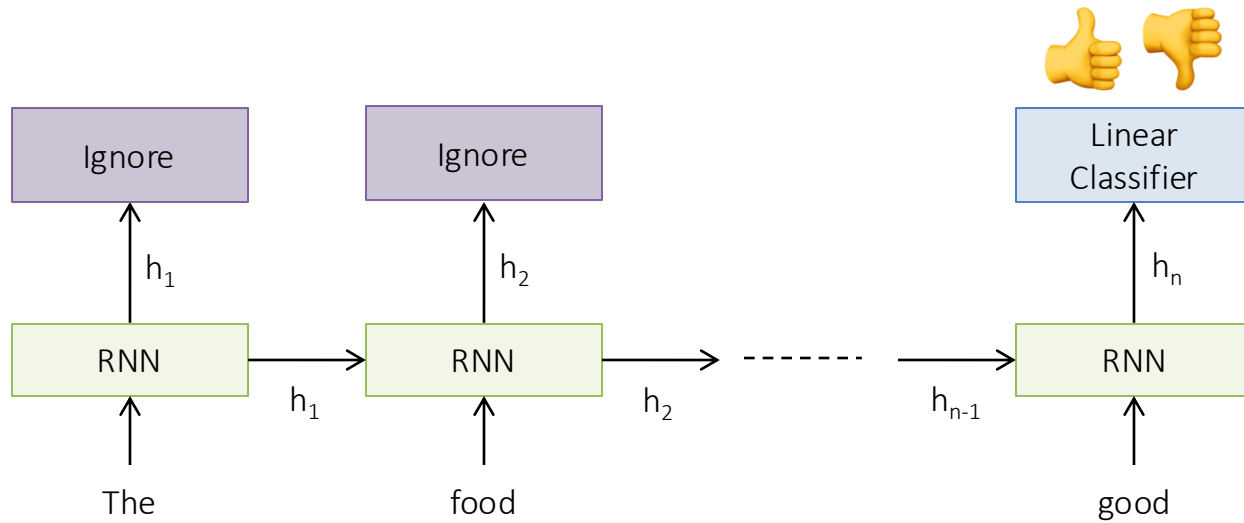 Ignore
Ignore
Linear
Classifier
h₁
h₂
hₙ
RNN
RNN
RNN
h₁
h₂
hₙ₋₁
The
food
good